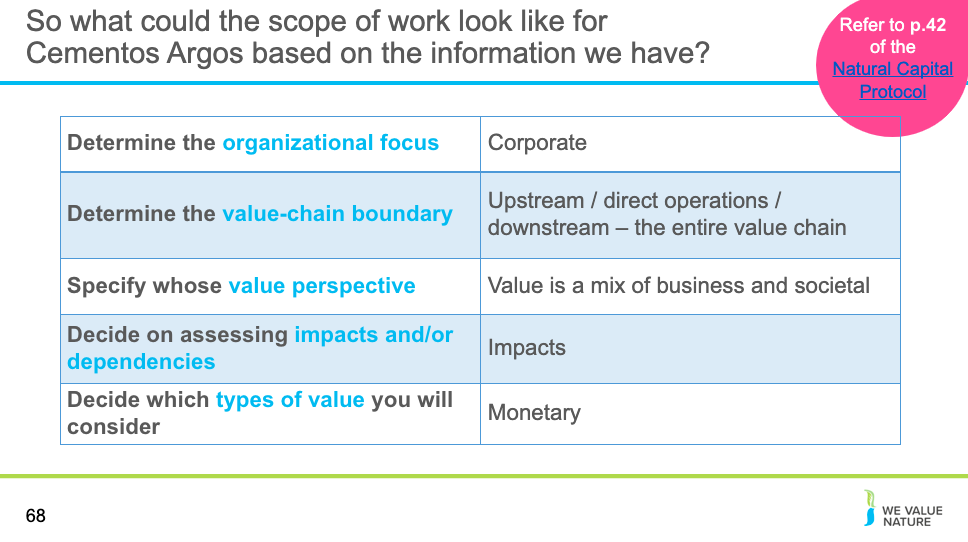 So what could the scope of work look like for
Cementos Argos based on the information we have?
Refer to p.42
of the
Natural Capital
Protocol
Determine the organizational focus
Corporate
Determine the value-chain boundary
Upstream / direct operations /
downstream – the entire value chain
Specify whose value perspective
Value is a mix of business and societal
Decide on assessing impacts and/or
dependencies
Impacts
Decide which types of value you will
consider
Monetary
68
WE VALUE
NATURE